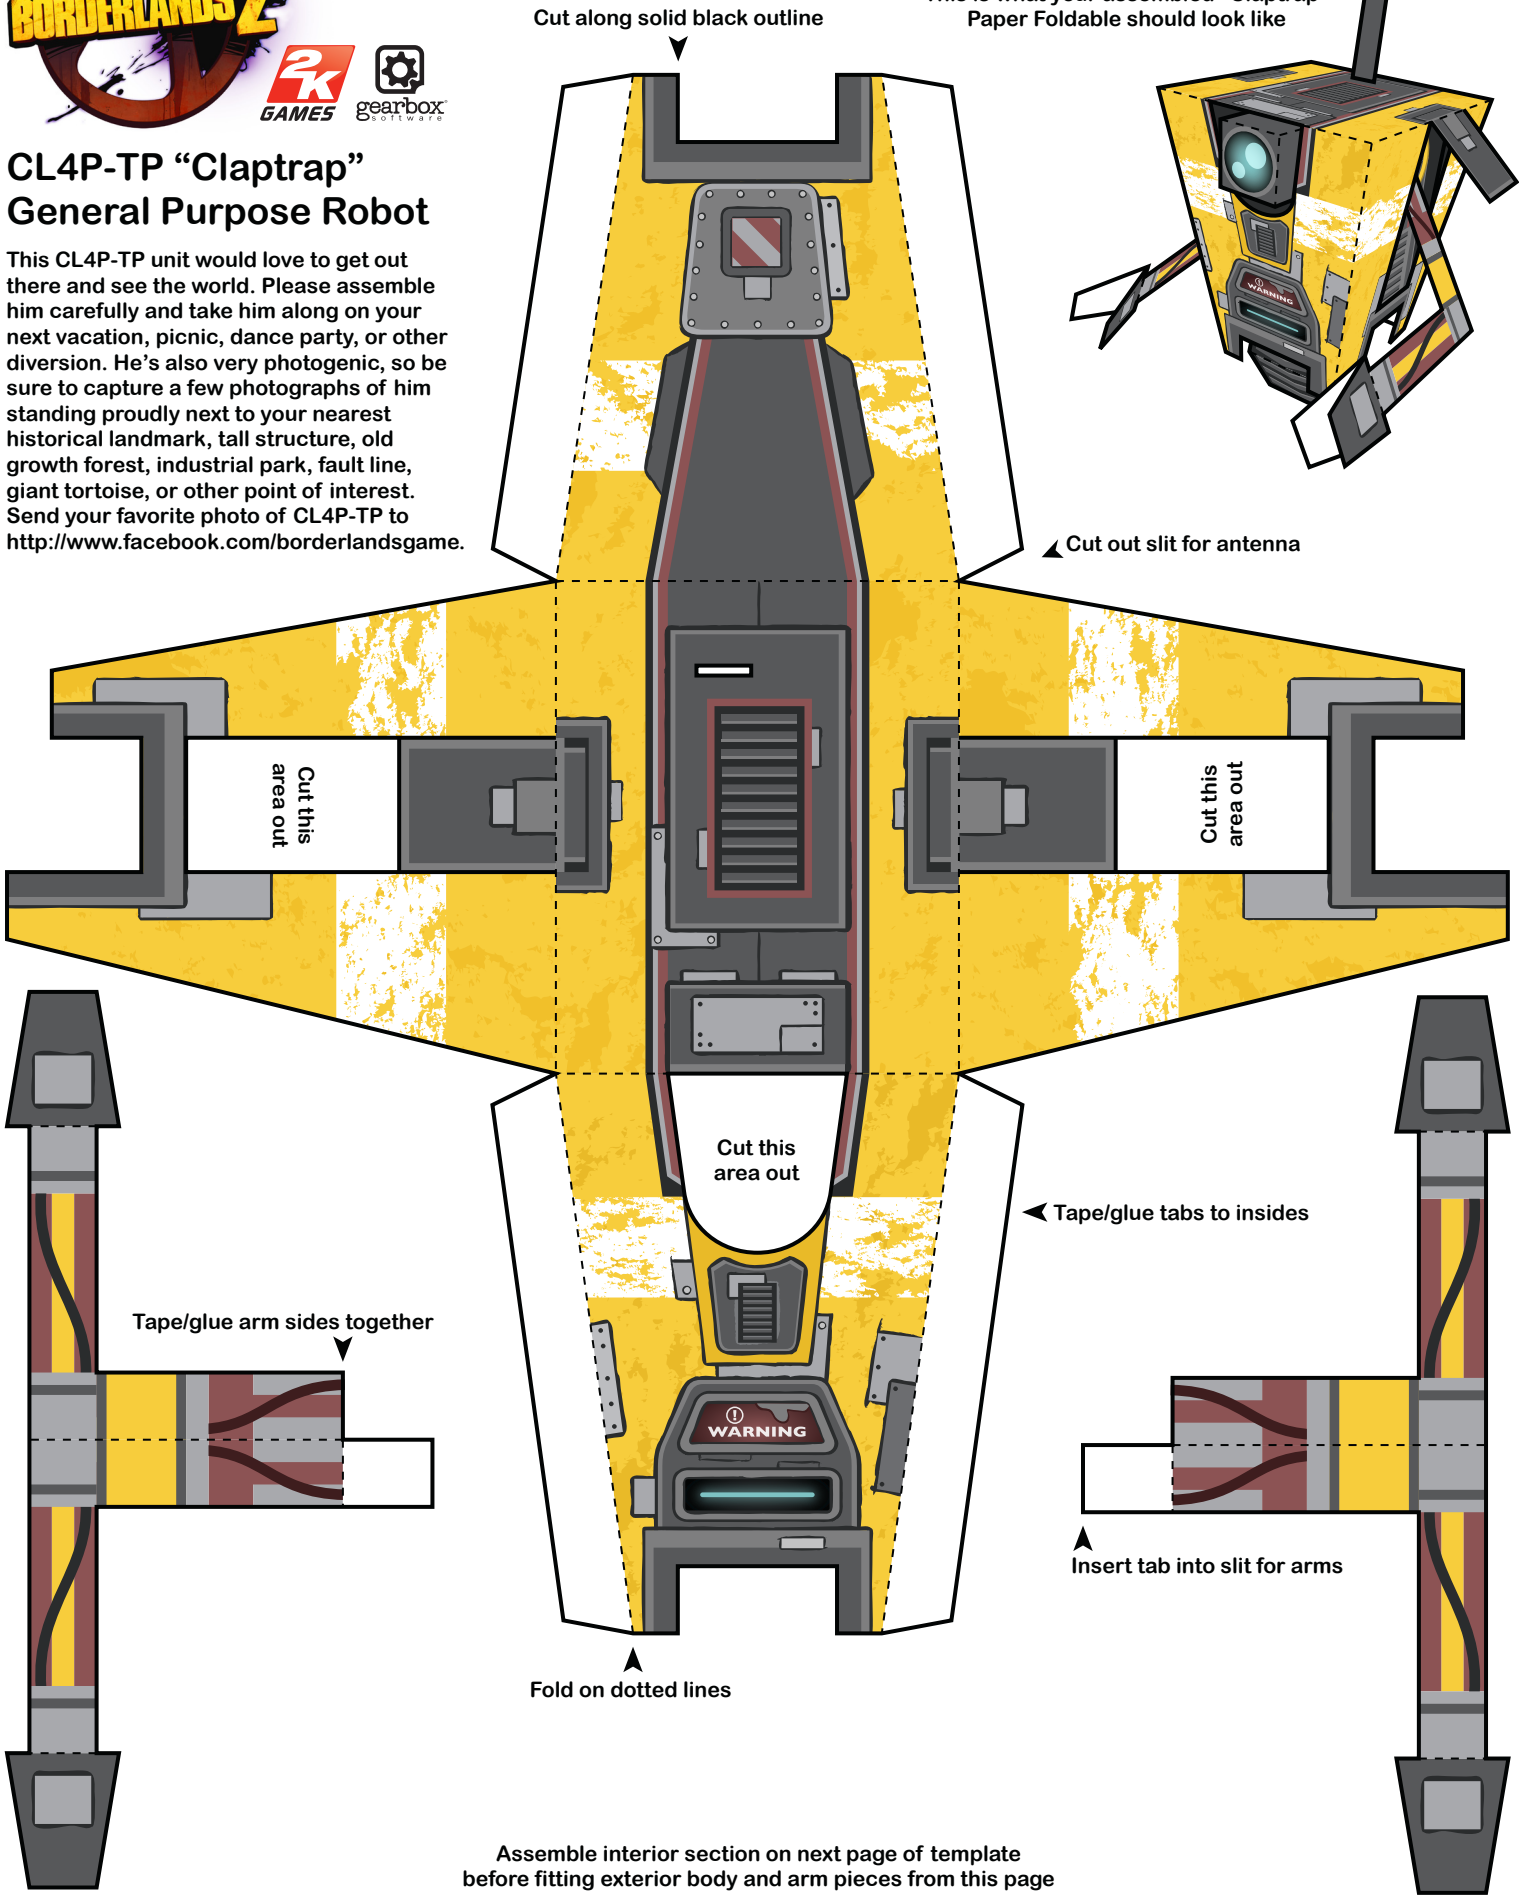 BORDERLANDS 2
2K
GAMES
gearbox
software
Cut along solid black outline
Paper Foldable should look like
CL4P-TP “Claptrap”
General Purpose Robot
This CL4P-TP unit would love to get out
there and see the world. Please assemble
him carefully and take him along on your
next vacation, picnic, dance party, or other
diversion. He’s also very photogenic, so be
sure to capture a few photographs of him
standing proudly next to your nearest
historical landmark, tall structure, old
growth forest, industrial park, fault line,
giant tortoise, or other point of interest.
Send your favorite photo of CL4P-TP to
http://www.facebook.com/borderlandsgame.
WARNING
Cut out slit for antenna
Cut this
area out
Cut this
area out
Cut this
area out
Tape/glue tabs to insides
Tape/glue arm sides together
WARNING
Insert tab into slit for arms
Fold on dotted lines
Assemble interior section on next page of template
before fitting exterior body and arm pieces from this page